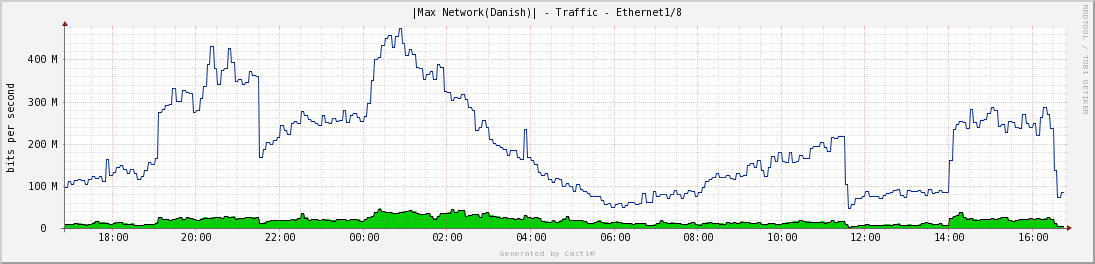 |Max Network(Danish)| - Traffic - Ethernet1/8
RRDTOOL / TOBI OETIKER
bits per second
400 M
300 M
200 M
100 M
0
18:00 20:00 22:00 00:00 02:00 04:00 06:00 08:00 10:00 12:00 14:00 16:00
Generated by Cacti®